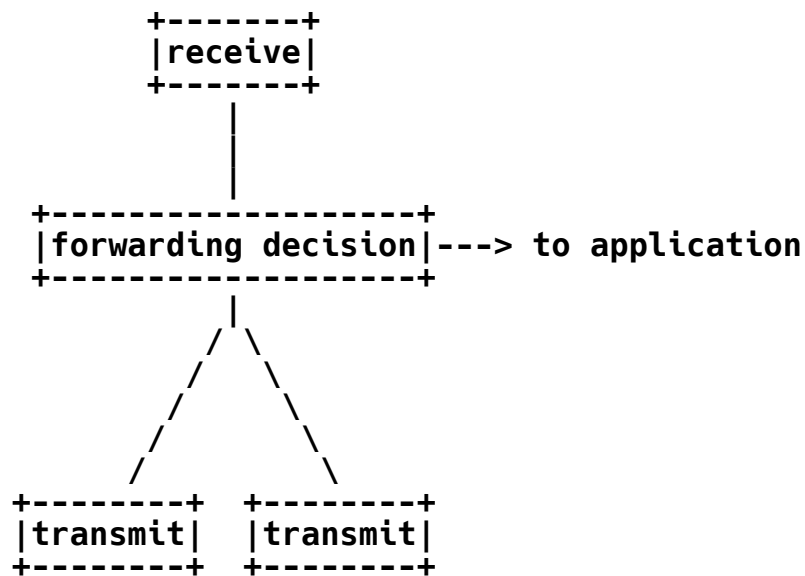 receive
forwarding decision---> to application
transmit transmit